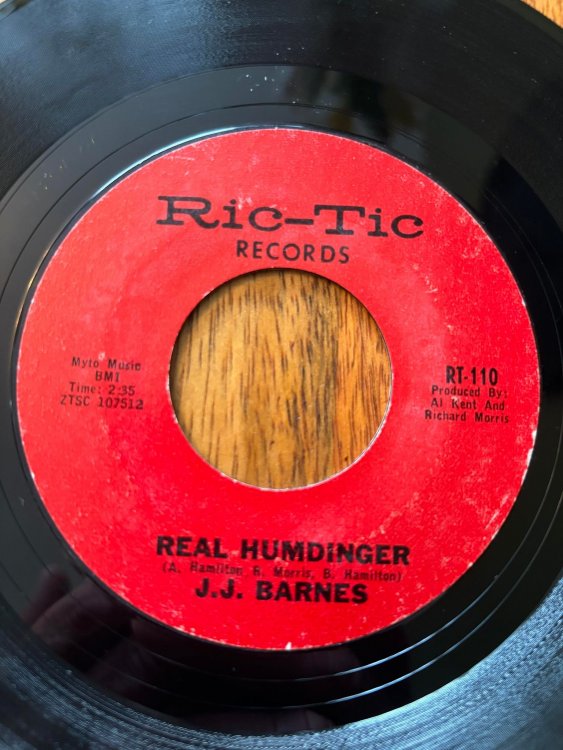 Ric-Tic
RECORDS
Myto Music
BMI
Time: 2:35
ZTSC 107512
RT-110
Produced By:
Al Kent And
Richard Morris
REAL HUMDINGER
(A. Hamilton R. Morris, B. Hamilton)
J.J. BARNES